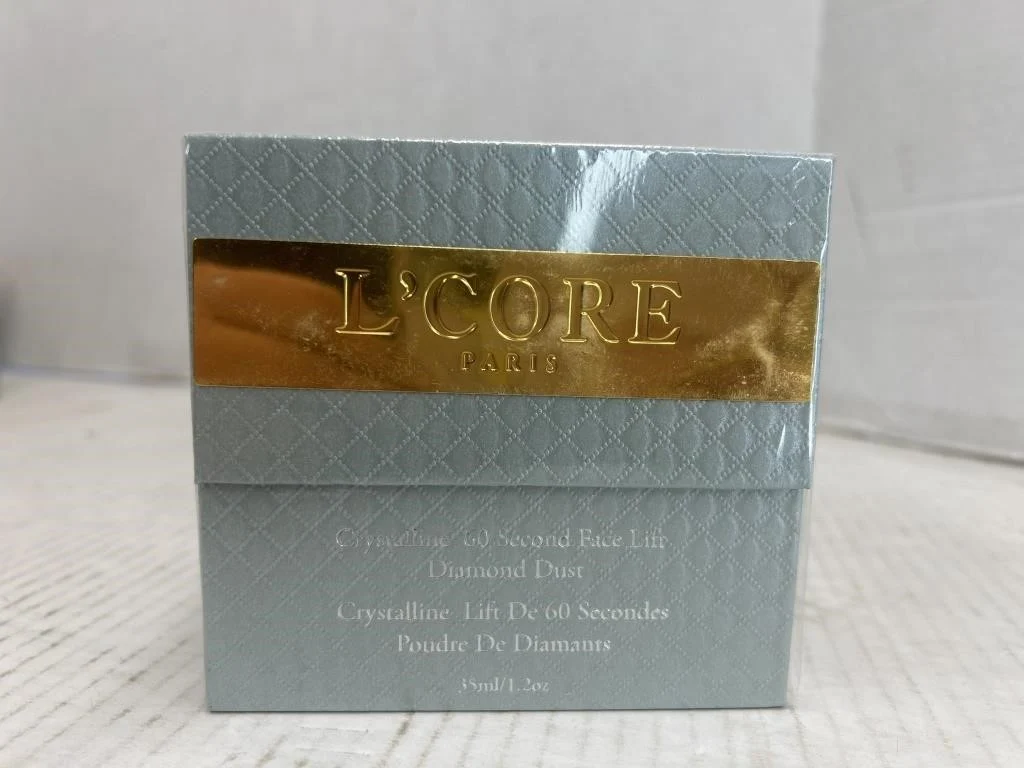 L'CORE
PARIS
Crystalline 60 Second Face Lift
Diamond Dust
Crystalline Lift De 60 Secondes
Poudre De Diamants
35ml/1.2oz